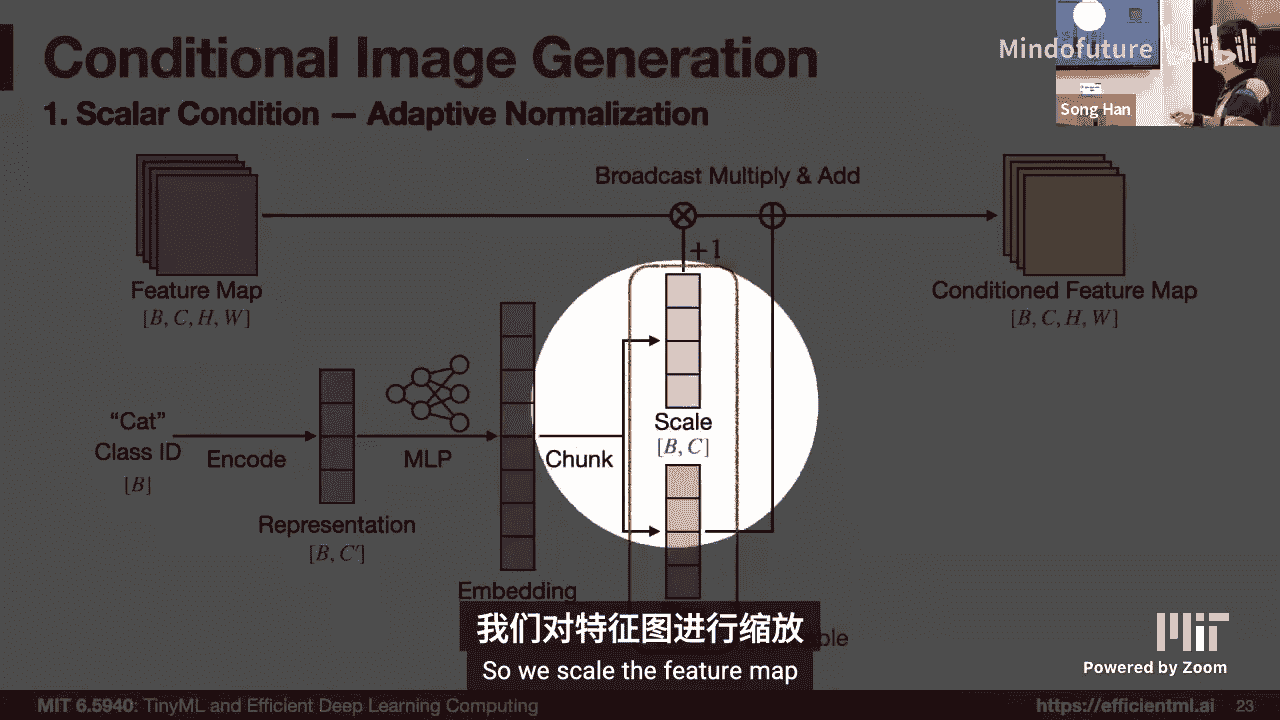 Conditional Image Generation
1. Scalar Condition — Adaptive Normalization
Mindofuture bilibili
Song Han
Broadcast Multiply & Add
+1
Feature Map
[B, C, H, W]
Conditioned Feature Map
[B, C, H, W]
“Cat”
Class ID
[B]
Encode
MLP
Chunk
Scale
[B, C]
Representation
[B, C′]
Embedding
我们对特征图进行缩放
So we scale the feature map
MIT
Powered by Zoom
MIT 6.5940: TinyML and Efficient Deep Learning Computing
https://efficientml.ai
23